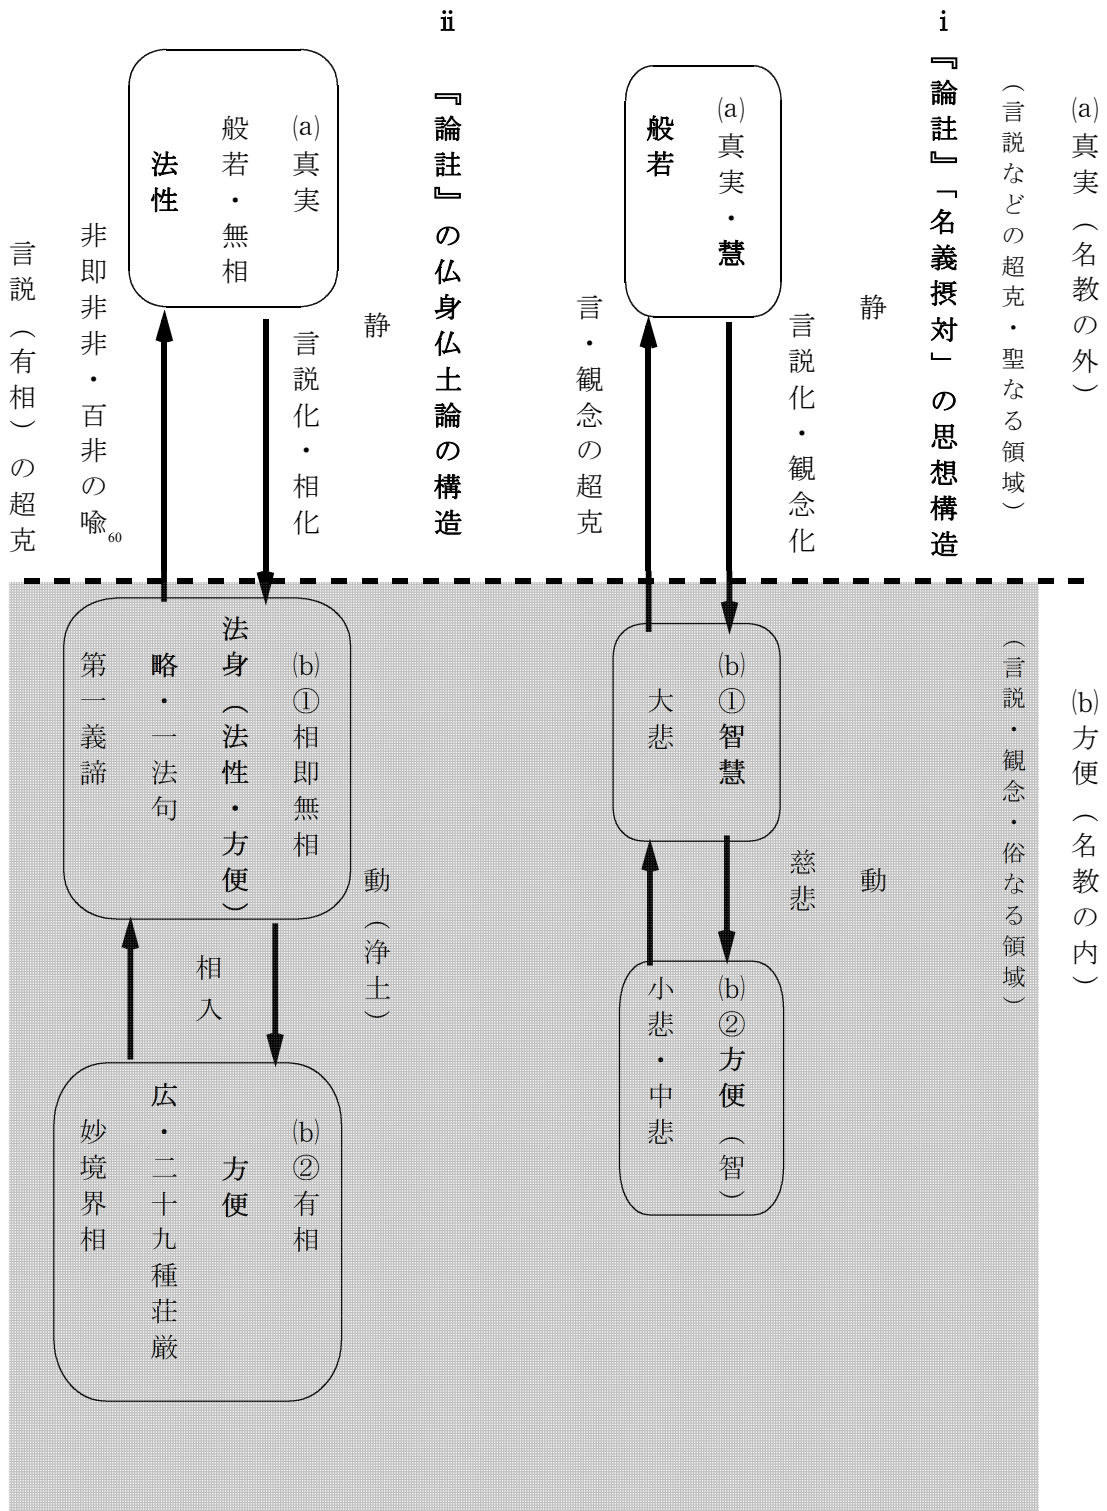 ⒜真実（名教の外）
（言説などの超克・聖なる領域）
⒝方便（名教の内）
（言説・観念・俗なる領域）
ⅰ『論註』「名義摂対」の思想構造
静
言説化・観念化
⒜真実・慧
般若
言・観念の超克
動
慈悲
⒝①智慧
大悲
⒝②方便（智）
小悲・中悲
ⅱ『論註』の仏身仏土論の構造
静
言説化・相化
⒜真実
般若・無相
法性
非即非非・百非の喩60
言説（有相）の超克
動（浄土）
⒝①相即無相
法身（法性・方便）
略・一法句
第一義諦
相入
⒝②有相
方便
広・二十九種荘厳
妙境界相